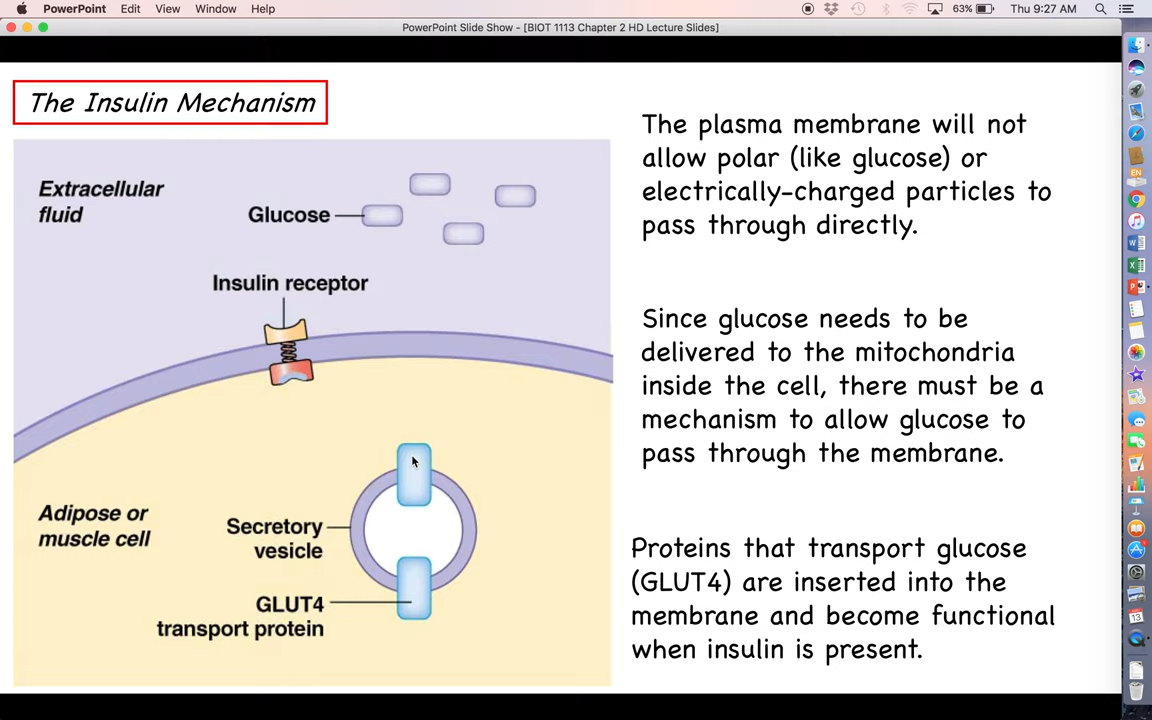 PowerPoint Edit View Window Help
63% Thu 9:27 AM
PowerPoint Slide Show - [BIOT 1113 Chapter 2 HD Lecture Slides]
The Insulin Mechanism
Extracellular
fluid
Glucose
Insulin receptor
Adipose or
muscle cell
Secretory
vesicle
GLUT4
transport protein
The plasma membrane will not
allow polar (like glucose) or
electrically-charged particles to
pass through directly.
Since glucose needs to be
delivered to the mitochondria
inside the cell, there must be a
mechanism to allow glucose to
pass through the membrane.
Proteins that transport glucose
(GLUT4) are inserted into the
membrane and become functional
when insulin is present.
EN